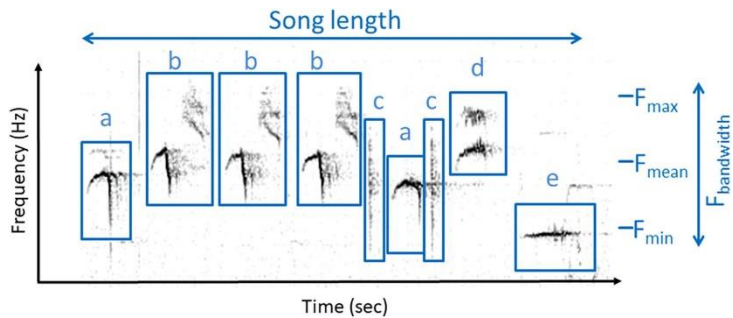 Song length
b b b
d
a
c a c
e
Frequency (Hz)
Time (sec)
Fmax
Fmean
Fmin
Fbandwidth